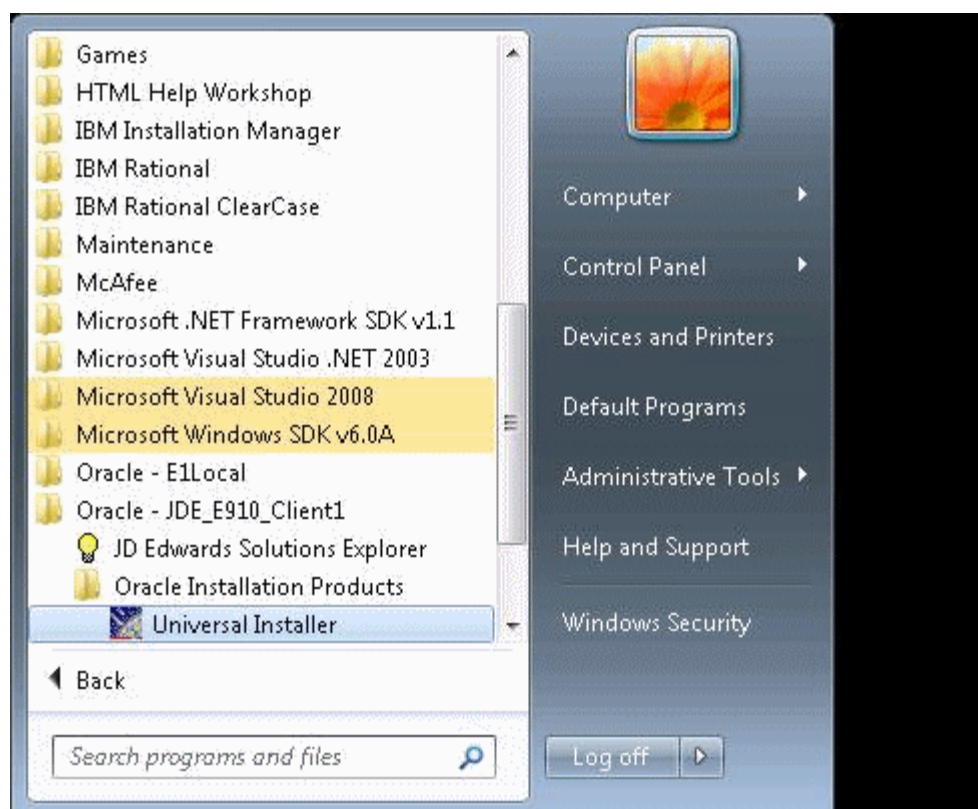 Games
HTML Help Workshop
IBM Installation Manager
IBM Rational
IBM Rational ClearCase
Maintenance
McAfee
Microsoft .NET Framework SDK v1.1
Microsoft Visual Studio .NET 2003
Microsoft Visual Studio 2008
Microsoft Windows SDK v6.0A
Oracle - E1Local
Oracle - JDE_E910_Client1
JD Edwards Solutions Explorer
Oracle Installation Products
Universal Installer
Back
Search programs and files
Computer
Control Panel
Devices and Printers
Default Programs
Administrative Tools
Help and Support
Windows Security
Log off